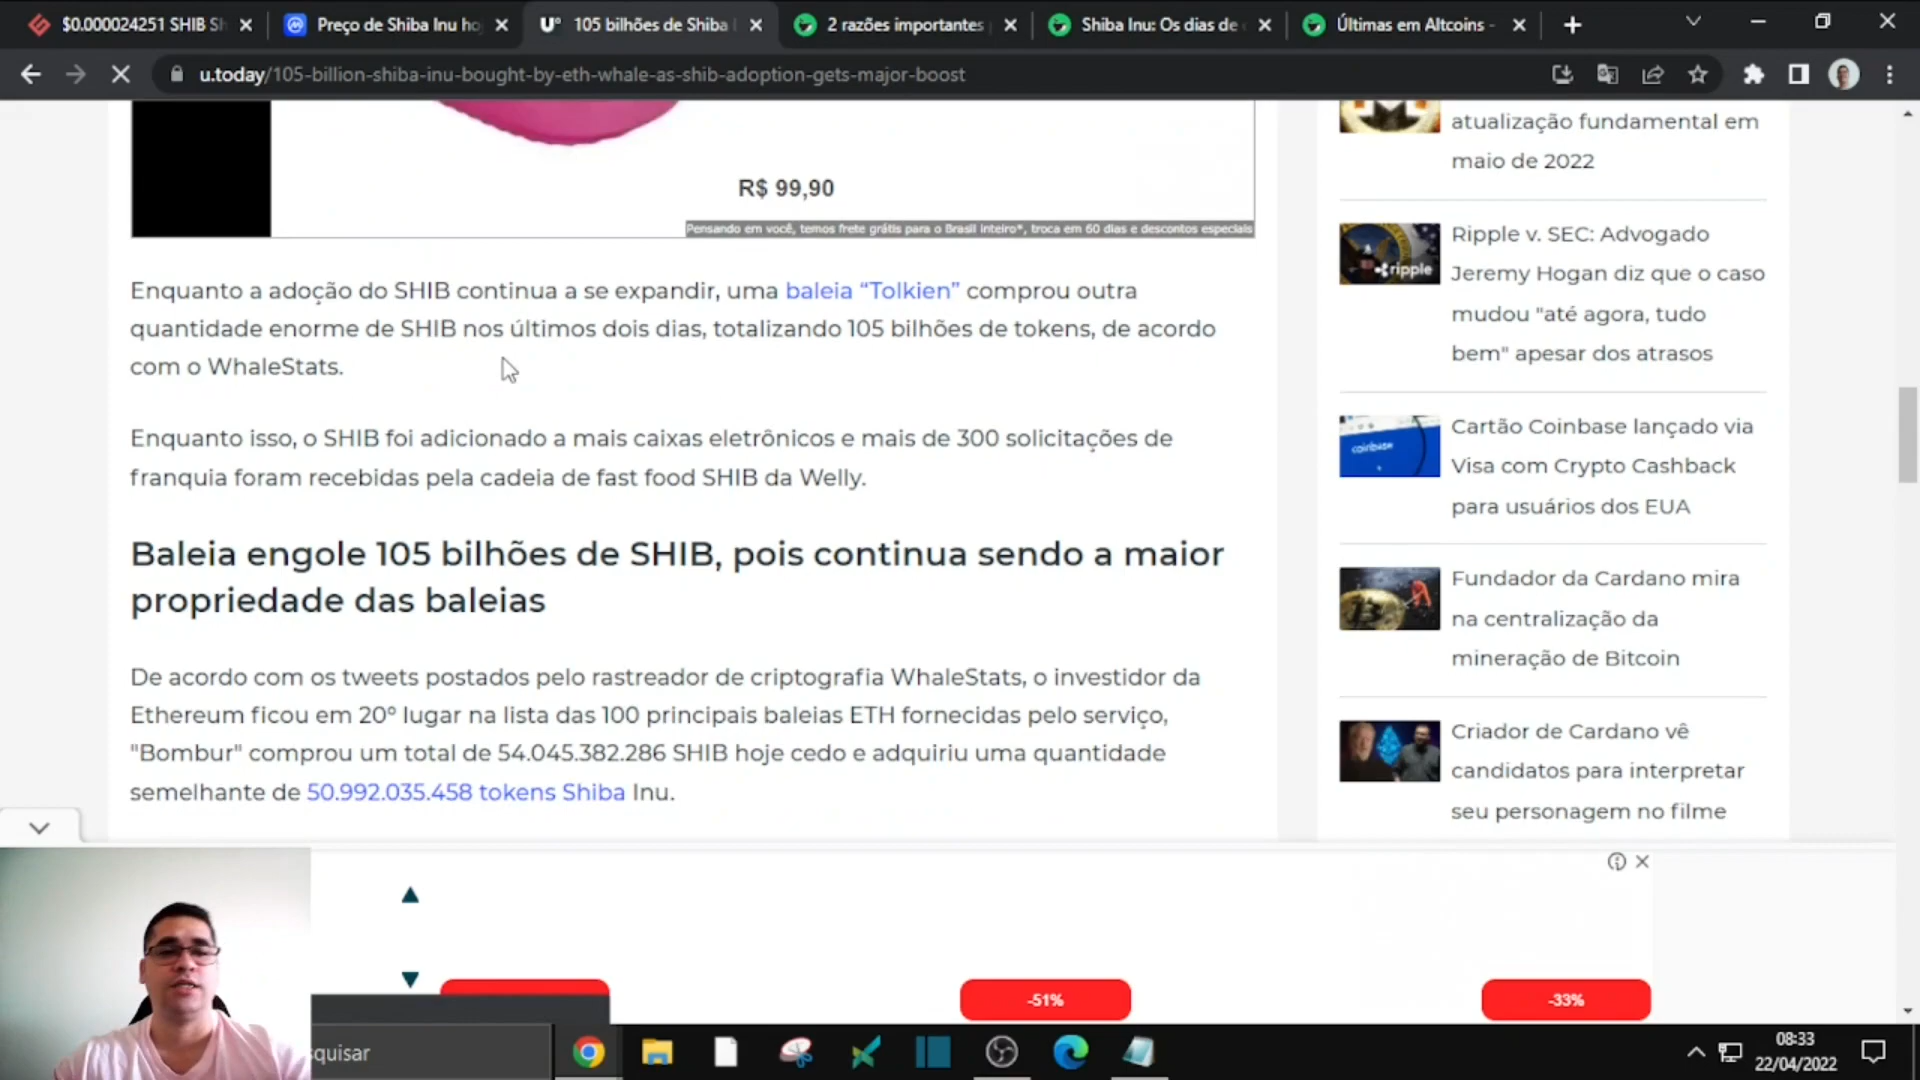 $0.000024251 SHIB Sh
Preço de Shiba Inu ho
105 bilhões de Shiba I
2 razões importantes
Shiba Inu: Os dias de
Últimas em Altcoins -
u.today/105-billion-shiba-inu-bought-by-eth-whale-as-shib-adoption-gets-major-boost
R$ 99,90
Pensando em você, temos frete grátis para o Brasil inteiro*, troca em 60 dias e descontos especiais
Enquanto a adoção do SHIB continua a se expandir, uma baleia “Tolkien” comprou outra
quantidade enorme de SHIB nos últimos dois dias, totalizando 105 bilhões de tokens, de acordo
com o WhaleStats.
Enquanto isso, o SHIB foi adicionado a mais caixas eletrônicos e mais de 300 solicitações de
franquia foram recebidas pela cadeia de fast food SHIB da Welly.
Baleia engole 105 bilhões de SHIB, pois continua sendo a maior
propriedade das baleias
De acordo com os tweets postados pelo rastreador de criptografia WhaleStats, o investidor da
Ethereum ficou em 20º lugar na lista das 100 principais baleias ETH fornecidas pelo serviço,
"Bombur" comprou um total de 54.045.382.286 SHIB hoje cedo e adquiriu uma quantidade
semelhante de 50.992.035.458 tokens Shiba Inu.
atualização fundamental em
maio de 2022
ripple
Ripple v. SEC: Advogado
Jeremy Hogan diz que o caso
mudou "até agora, tudo
bem" apesar dos atrasos
coinbase
Cartão Coinbase lançado via
Visa com Crypto Cashback
para usuários dos EUA
Fundador da Cardano mira
na centralização da
mineração de Bitcoin
Criador de Cardano vê
candidatos para interpretar
seu personagem no filme
-51%
-33%
squisar
08:33
22/04/2022